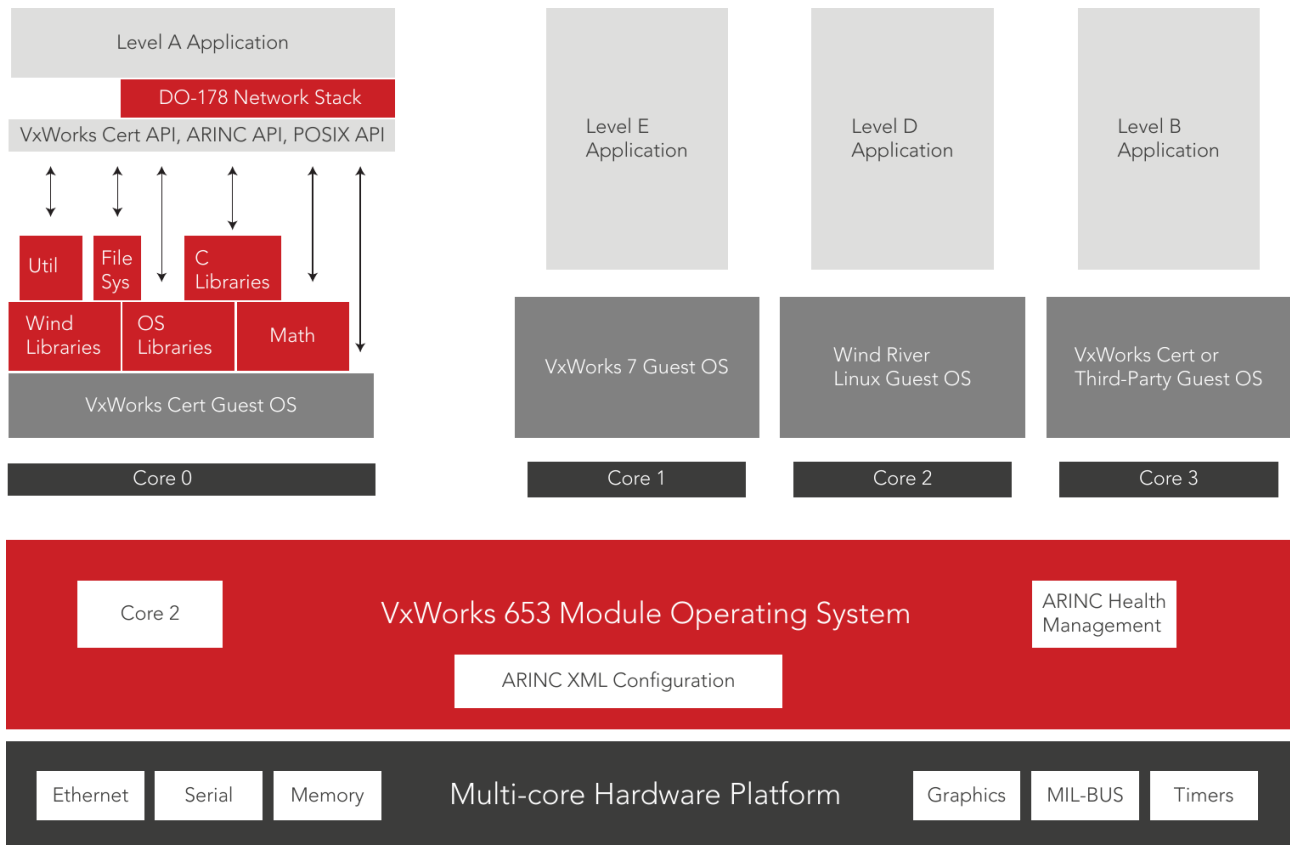 Level A Application
DO-178 Network Stack
VxWorks Cert API, ARINC API, POSIX API
Util
File
Sys
C
Libraries
Wind
Libraries
OS
Libraries
Math
VxWorks Cert Guest OS
Core 0
Level E
Application
VxWorks 7 Guest OS
Core 1
Level D
Application
Wind River
Linux Guest OS
Core 2
Level B
Application
VxWorks Cert or
Third-Party Guest OS
Core 3
Core 2
VxWorks 653 Module Operating System
ARINC Health
Management
ARINC XML Configuration
Ethernet
Serial
Memory
Multi-core Hardware Platform
Graphics
MIL-BUS
Timers